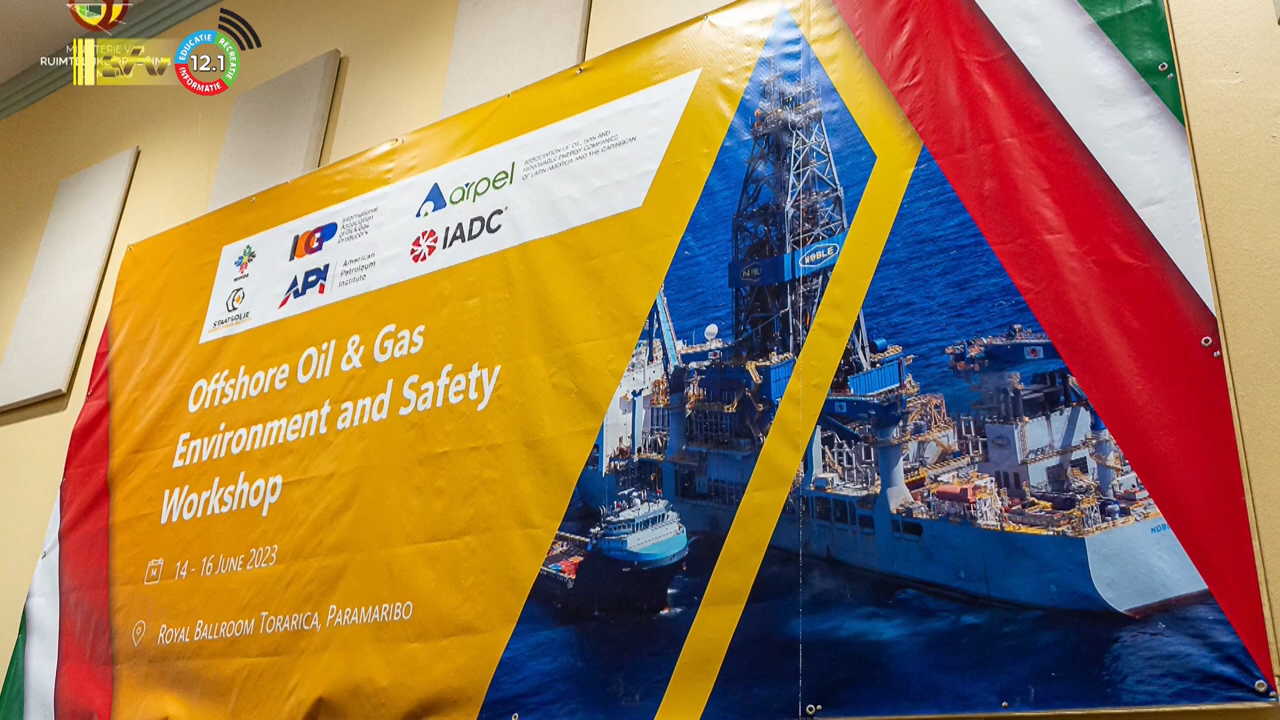 MINISTERIE VAN
EDUCATIE
RECREATIE
INFORMATIE
12.1
arpel
ASSOCIATION OF OIL, GAS AND
RENEWABLE ENERGY COMPANIES
OF LATIN AMERICA AND THE CARIBBEAN
IOGP
International
Association
of Oil & Gas
Producers
IADC
API
American
Petroleum
Institute
STAATSOLIE
Offshore Oil & Gas
Environment and Safety
Workshop
14 - 16 JUNE 2023
ROYAL BALLROOM TORARICA, PARAMARIBO
NOBLE